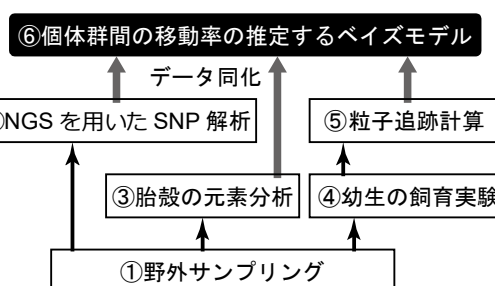 ⑥個体群間の移動率の推定するベイズモデル
データ同化
NGS を用いた SNP 解析
⑤粒子追跡計算
③胎殻の元素分析
④幼生の飼育実験
①野外サンプリング